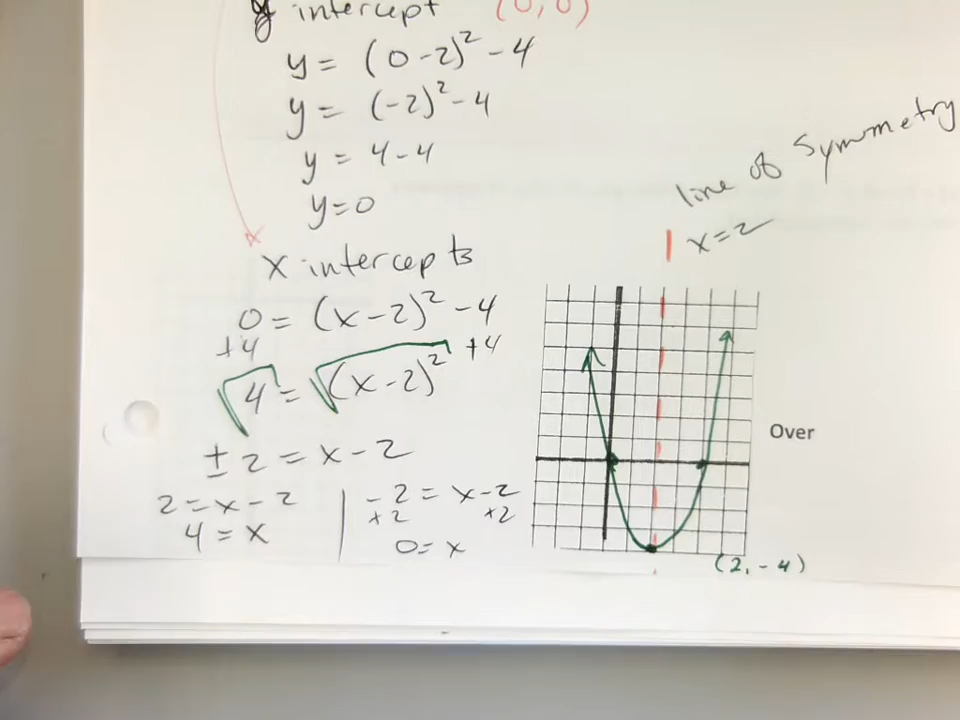 y intercept (0,0)
y = (0-2)² - 4
y = (-2)² - 4
y = 4-4
y=0
x intercepts
0 = (x-2)² - 4
+4 +4
√4 = √(x-2)²
± 2 = x-2
2 = x-2 | -2 = x-2
+2 +2
4 = x
0 = x
line of symmetry
x=2
Over
(2,-4)